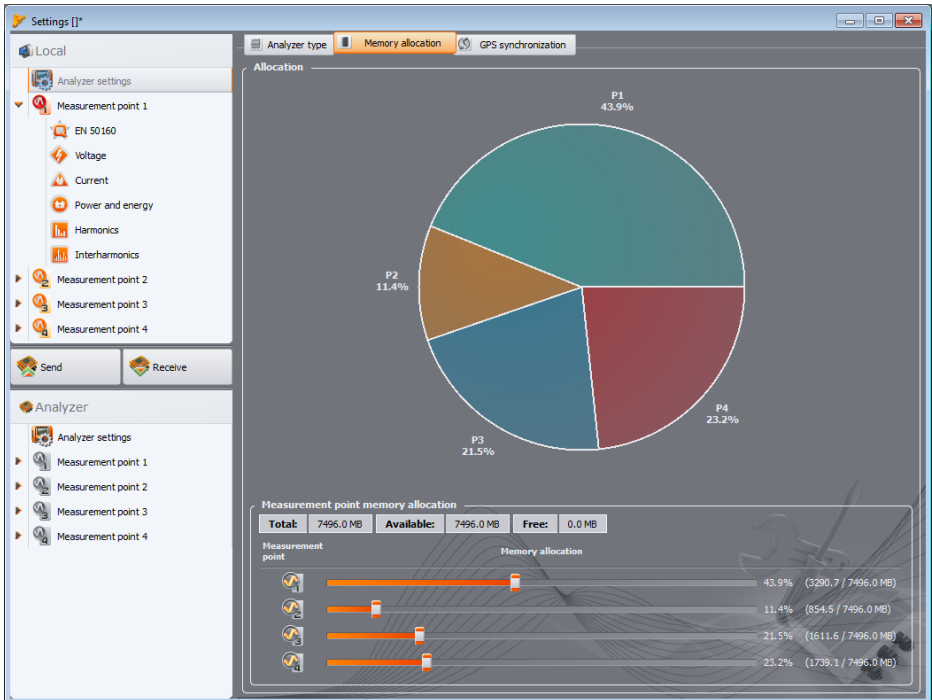 Settings []*
Local
Analyzer settings
Measurement point 1
EN 50160
Voltage
Current
Power and energy
Harmonics
Interharmonics
Measurement point 2
Measurement point 3
Measurement point 4
Send Receive
Analyzer
Analyzer settings
Measurement point 1
Measurement point 2
Measurement point 3
Measurement point 4
Analyzer type Memory allocation GPS synchronization
Allocation
P1
43.9%
P2
11.4%
P3
21.5%
P4
23.2%
Measurement point memory allocation
Total: 7496.0 MB Available: 7496.0 MB Free: 0.0 MB
Measurement
point
Memory allocation
1 43.9% (3290.7 / 7496.0 MB)
2 11.4% (854.5 / 7496.0 MB)
3 21.5% (1611.6 / 7496.0 MB)
4 23.2% (1739.1 / 7496.0 MB)